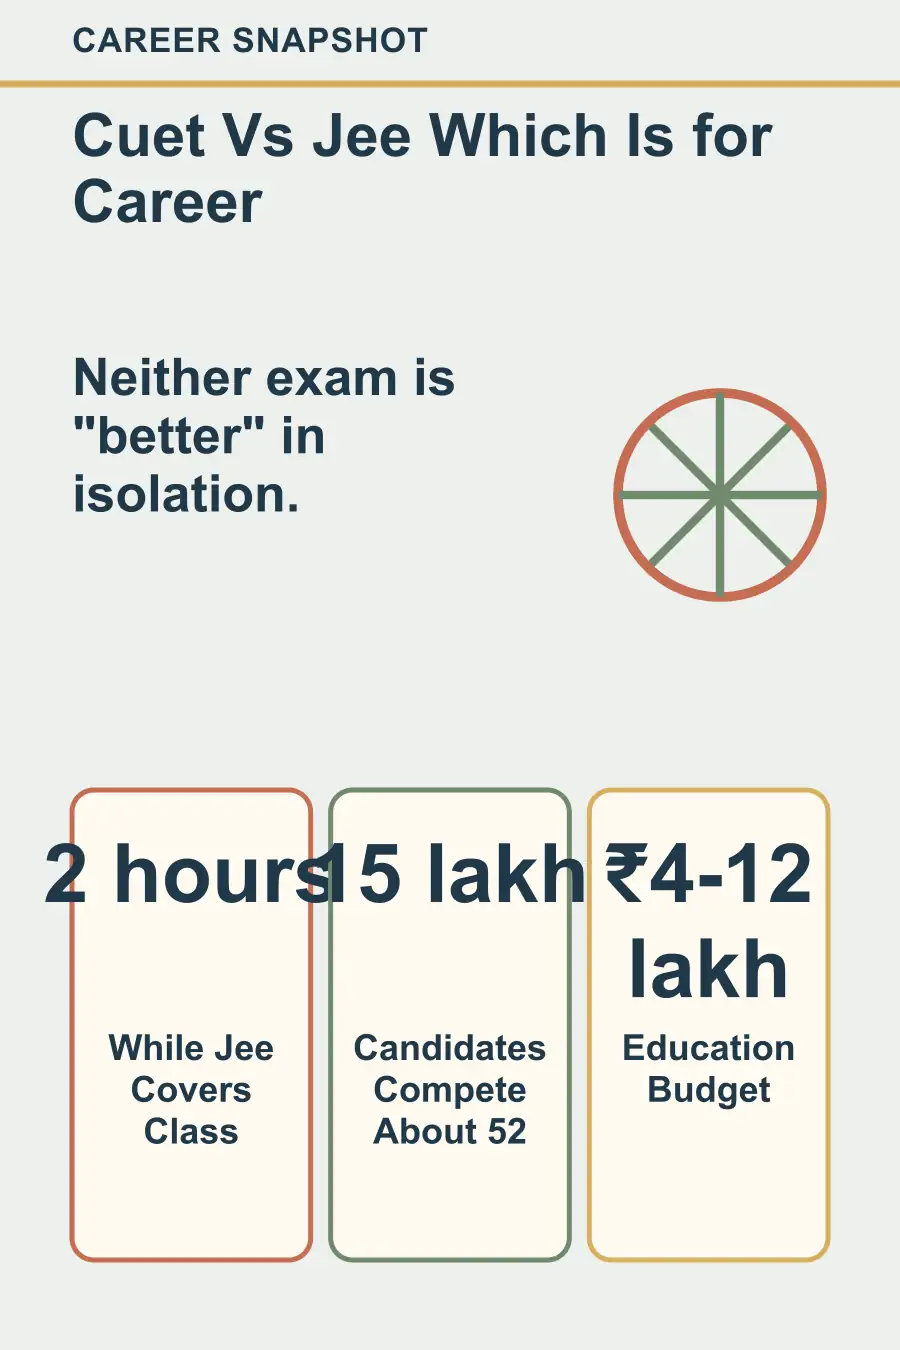 CAREER SNAPSHOT
Cuet Vs Jee Which Is for
Career
Neither exam is
"better" in
isolation.
2 hours
15 lakh
₹4-12
lakh
While Jee
Covers
Class
Candidates
Compete
About 52
Education
Budget